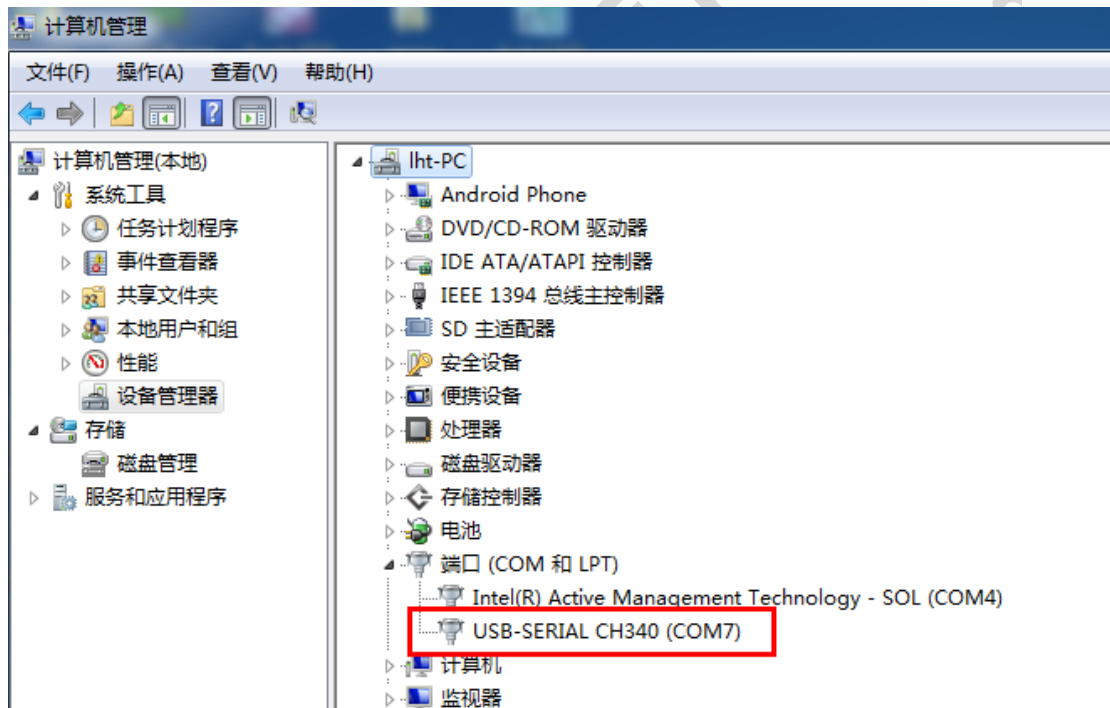 计算机管理
文件(F) 操作(A) 查看(V) 帮助(H)
计算机管理(本地)
系统工具
任务计划程序
事件查看器
共享文件夹
本地用户和组
性能
设备管理器
存储
磁盘管理
服务和应用程序
lht-PC
Android Phone
DVD/CD-ROM 驱动器
IDE ATA/ATAPI 控制器
IEEE 1394 总线主控制器
SD 主适配器
安全设备
便携设备
处理器
磁盘驱动器
存储控制器
电池
端口 (COM 和 LPT)
Intel(R) Active Management Technology - SOL (COM4)
USB-SERIAL CH340 (COM7)
计算机
监视器